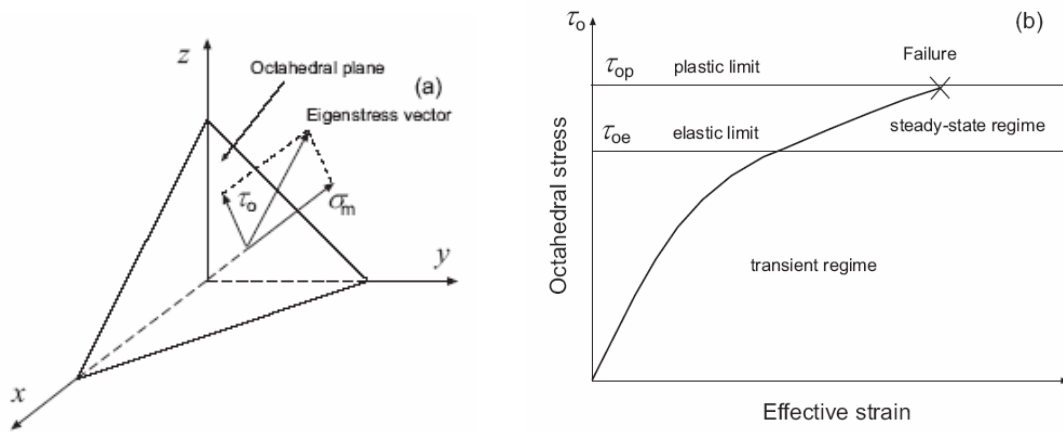 z
Octahedral plane
(a)
Eigenstress vector
τo
σm
y
x
(b)
τo
Failure
τop
plastic limit
τoe
elastic limit
steady-state regime
transient regime
Octahedral stress
Effective strain